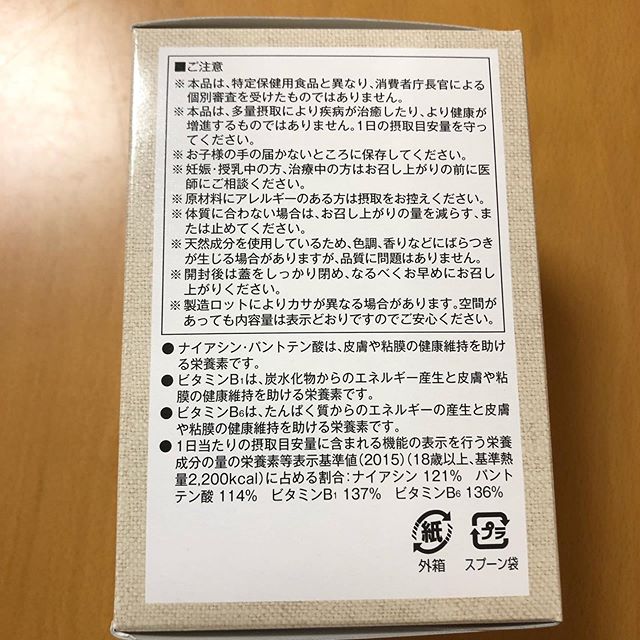 ■ご注意
※本品は、特定保健用食品と異なり、消費者庁長官による
個別審査を受けたものではありません。
※本品は、多量摂取により疾病が治癒したり、より健康が
増進するものではありません。1日の摂取目安量を守っ
てください。
※お子様の手の届かないところに保存してください。
※妊娠・授乳中の方、治療中の方はお召し上がりの前に医
師にご相談ください。
※原材料にアレルギーのある方は摂取をお控えください。
※体質に合わない場合は、お召し上がりの量を減らす、ま
たは止めてください。
※天然成分を使用しているため、色調、香りなどにばらつき
が生じる場合がありますが、品質に問題はありません。
※開封後は蓋をしっかり閉め、なるべくお早めにお召し
上がりください。
※製造ロットによりカサが異なる場合があります。空間が
あっても内容量は表示どおりですのでご安心ください。
●ナイアシン・パントテン酸は、皮膚や粘膜の健康維持を助け
る栄養素です。
●ビタミンB1は、炭水化物からのエネルギー産生と皮膚や粘
膜の健康維持を助ける栄養素です。
●ビタミンB6は、たんぱく質からのエネルギーの産生と皮膚
や粘膜の健康維持を助ける栄養素です。
●1日当たりの摂取目安量に含まれる機能の表示を行う栄養
成分の量の栄養素等表示基準値(2015)(18歳以上、基準熱
量2,200kcal)に占める割合:ナイアシン 121% パント
テン酸 114% ビタミンB1 137% ビタミンB6 136%
紙 プラ
外箱 スプーン袋